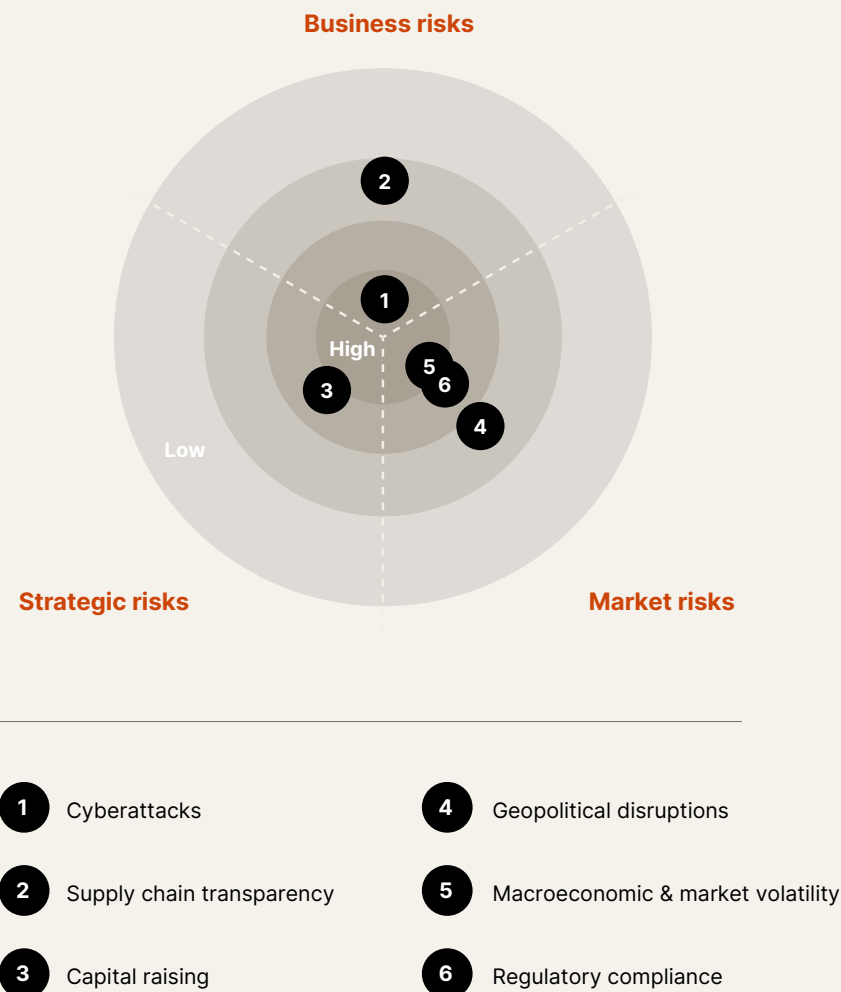 Business risks
2
1
High
5
6
3
4
Low
Strategic risks
Market risks
1 Cyberattacks
4 Geopolitical disruptions
2 Supply chain transparency
5 Macroeconomic & market volatility
3 Capital raising
6 Regulatory compliance